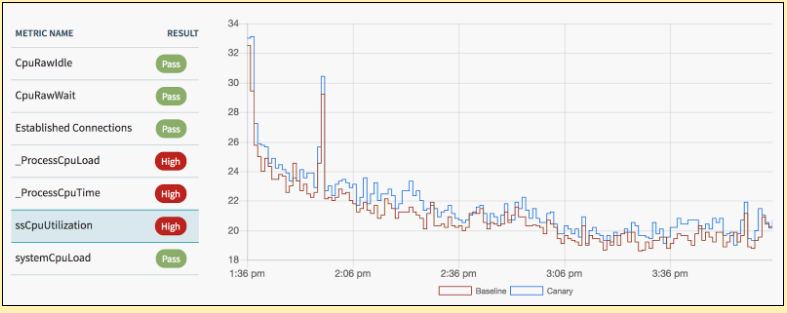 METRIC NAME RESULT
CpuRawIdle Pass
CpuRawWait Pass
Established Connections Pass
_ProcessCpuLoad High
_ProcessCpuTime High
ssCpuUtilization High
systemCpuLoad Pass
34
32
30
28
26
24
22
20
18
1:36 pm 2:06 pm 2:36 pm 3:06 pm 3:36 pm
Baseline Canary